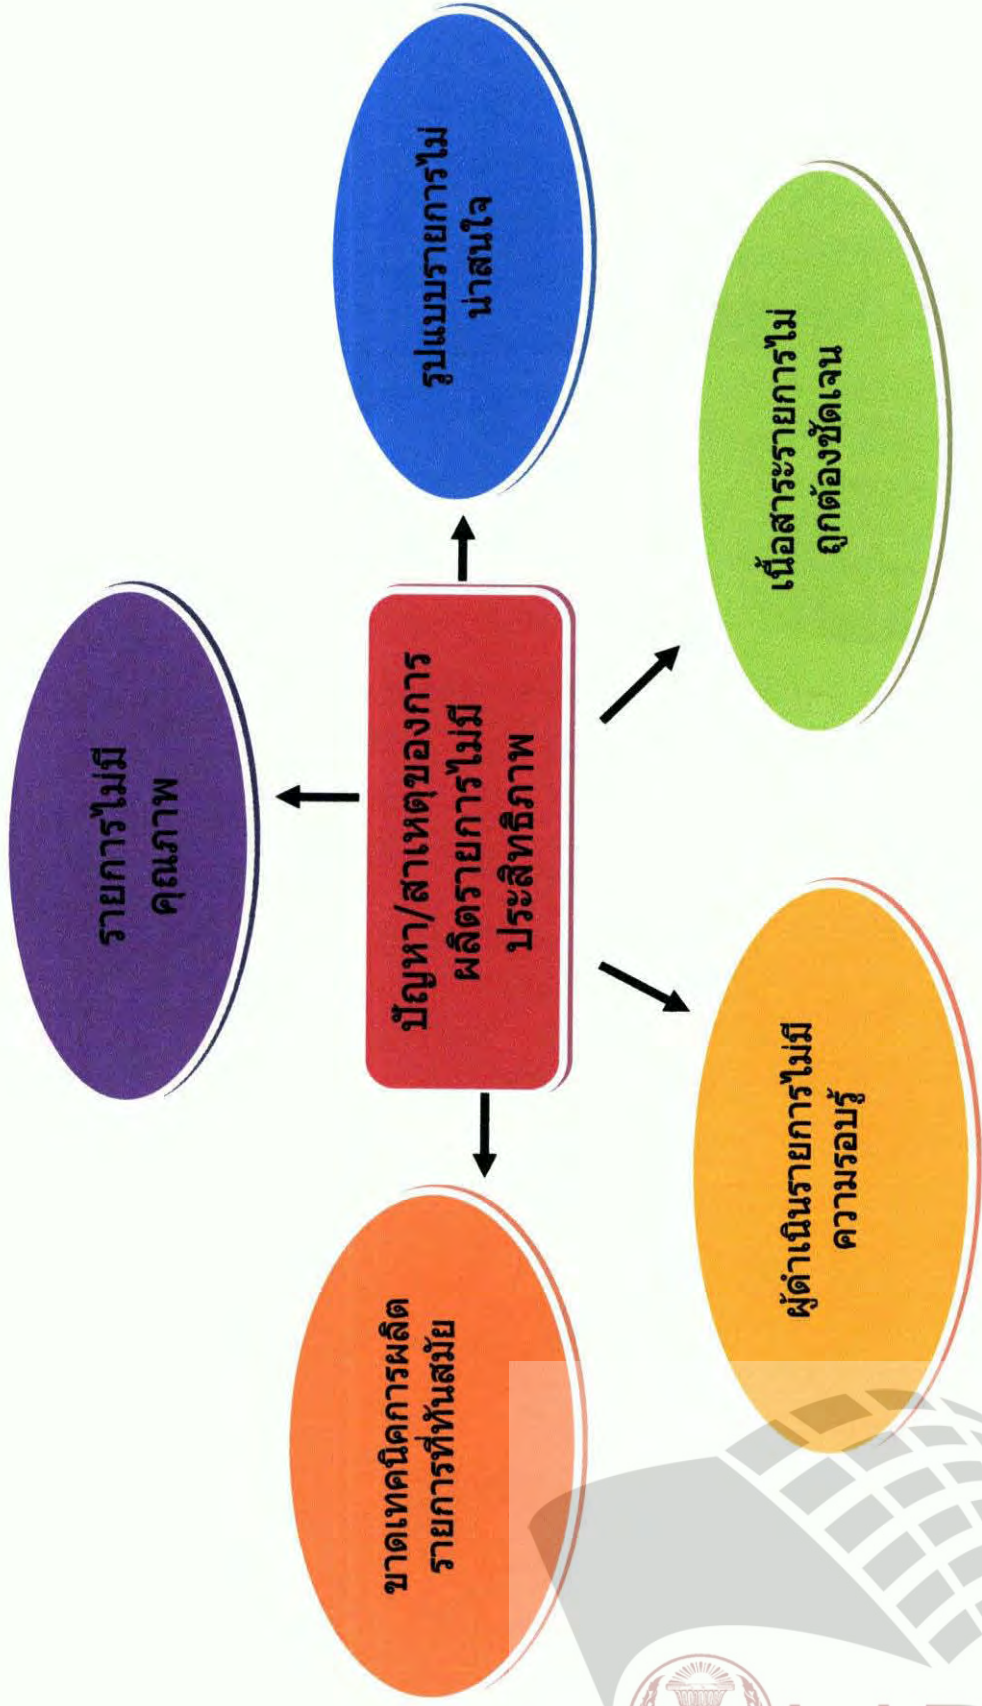 รายการไม่มี
คุณภาพ
รูปแบบรายการไม่
น่าสนใจ
ปัญหา/สาเหตุของการ
ผลิตรายการไม่มี
ประสิทธิภาพ
ขาดเทคนิคการผลิต
รายการที่ทันสมัย
เนื้อสาระรายการไม่
ถูกต้องชัดเจน
ผู้ดำเนินรายการไม่มี
ความรอบรู้